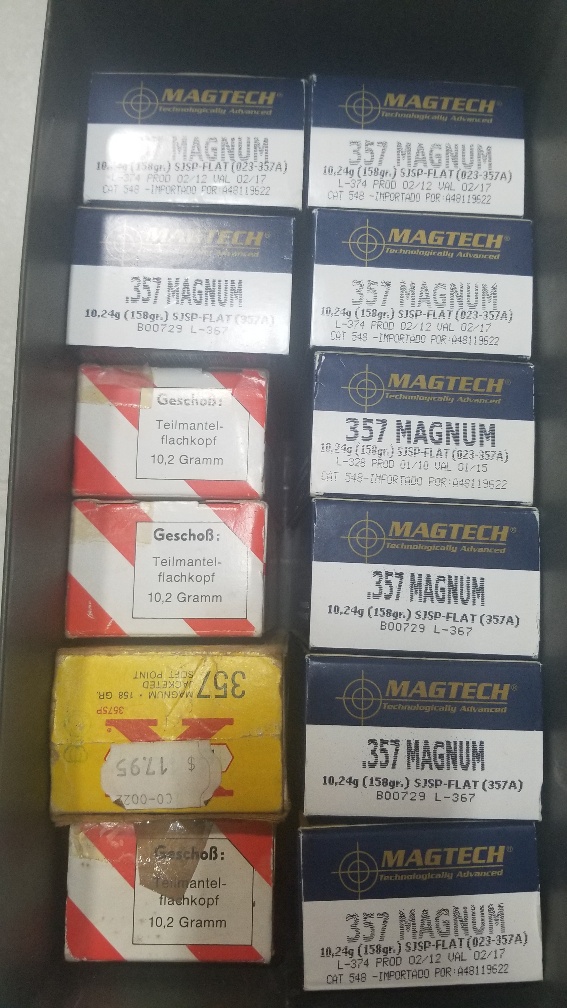 MAGTECH®
Technologically Advanced
MAGNUM
10,24g (158gr.) SJSP-FLAT (023-357A)
L-374 PROD 02/12 VAL 02/17
CAT 548 -IMPORTADO POR:A48119622
MAGTECH®
Technologically Advanced
357 MAGNUM
10,24g (158gr.) SJSP-FLAT (023-357A)
L-374 PROD 02/12 VAL 02/17
CAT 548 -IMPORTADO POR:A48119622
MAGTECH®
Technologically Advanced
.357 MAGNUM
10,24g (158gr.) SJSP-FLAT (357A)
B00729 L-367
MAGTECH®
Technologically Advanced
357 MAGNUM
10,24g (158gr.) SJSP-FLAT (023-357A)
L-374 PROD 02/12 VAL 02/17
CAT 548 -IMPORTADO POR:A48119622
Geschoß:
Teilmantel-
flachkopf
10,2 Gramm
MAGTECH®
Technologically Advanced
357 MAGNUM
10,24g (158gr.) SJSP-FLAT (023-357A)
L-328 PROD 01/10 VAL 01/15
CAT 548-IMPORTADO POR:A48119622
Geschoß:
Teilmantel-
flachkopf
10,2 Gramm
MAGTECH®
Technologically Advanced
.357 MAGNUM
10,24g (158gr.) SJSP-FLAT (357A)
B00729 L-367
CO-002
$ 17.95
357SP
357 MAGNUM • 158 GR.
JACKETED
SOFT POINT
MAGTECH®
Technologically Advanced
.357 MAGNUM
10,24g (158gr.) SJSP-FLAT (357A)
B00729 L-367
Geschoß:
Teilmantel-
flachkopf
10,2 Gramm
MAGTECH®
Technologically Advanced
357 MAGNUM
10,24g (158gr.) SJSP-FLAT (023-357A)
L-374 PROD 02/12 VAL 02/17
CAT 548 -IMPORTADO POR:A48119622